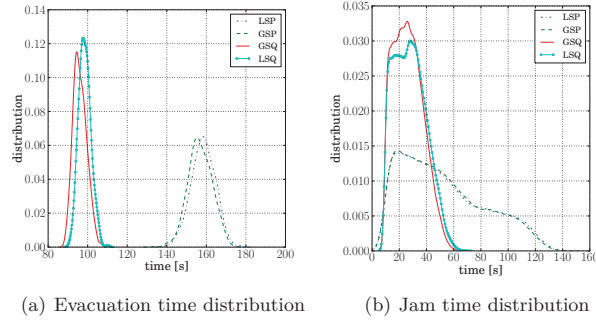 0.14
0.12
0.10
0.08
0.06
0.04
0.02
0.00
distribution
80 100 120 140 160 180 200
time [s]
LSP
GSP
GSQ
LSQ
(a) Evacuation time distribution
0.035
0.030
0.025
0.020
0.015
0.010
0.005
0.000
distribution
0 20 40 60 80 100 120 140 160
time [s]
LSP
GSP
GSQ
LSQ
(b) Jam time distribution